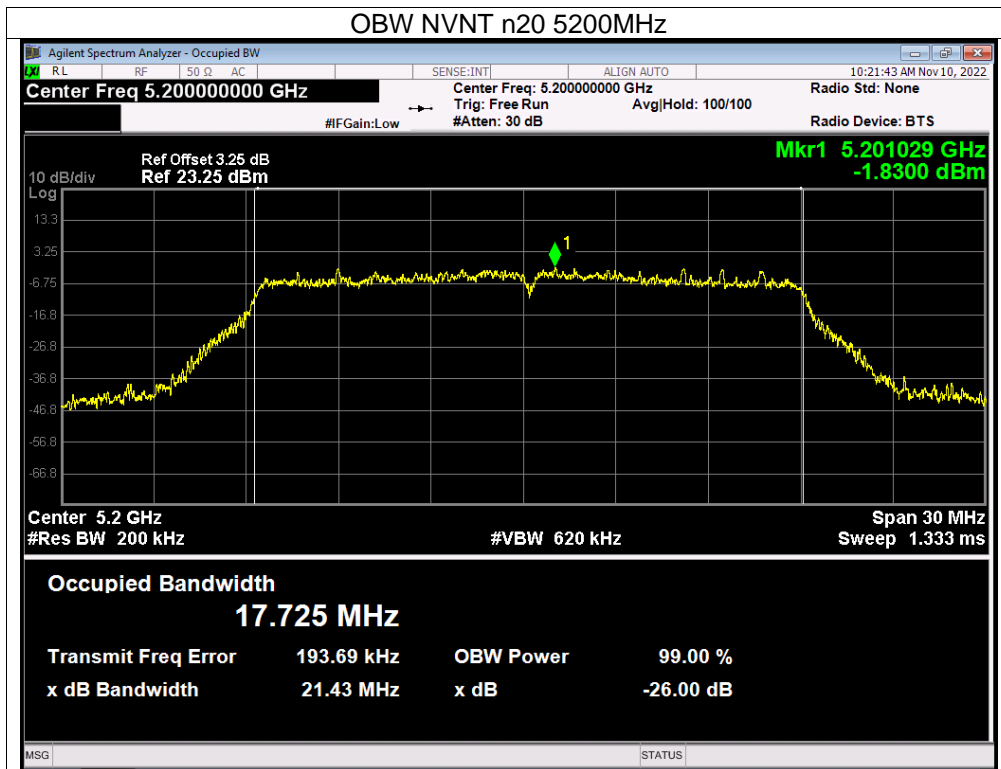 OBW NVNT n20 5200MHz
Agilent Spectrum Analyzer - Occupied BW
LXI RL RF 50 Ω AC SENSE:INT ALIGN AUTO 10:21:43 AM Nov 10, 2022
Center Freq 5.200000000 GHz Center Freq: 5.200000000 GHz Radio Std: None
Trig: Free Run Avg|Hold: 100/100
#IFGain:Low #Atten: 30 dB Radio Device: BTS
Mkr1 5.201029 GHz
-1.8300 dBm
Ref Offset 3.25 dB
10 dB/div Ref 23.25 dBm
Log
13.3
1
3.25
-6.75
-16.8
-26.8
-36.8
-46.8
-56.8
-66.8
Center 5.2 GHz Span 30 MHz
#Res BW 200 kHz #VBW 620 kHz Sweep 1.333 ms
Occupied Bandwidth
17.725 MHz
Transmit Freq Error 193.69 kHz OBW Power 99.00 %
x dB Bandwidth 21.43 MHz x dB -26.00 dB
MSG STATUS